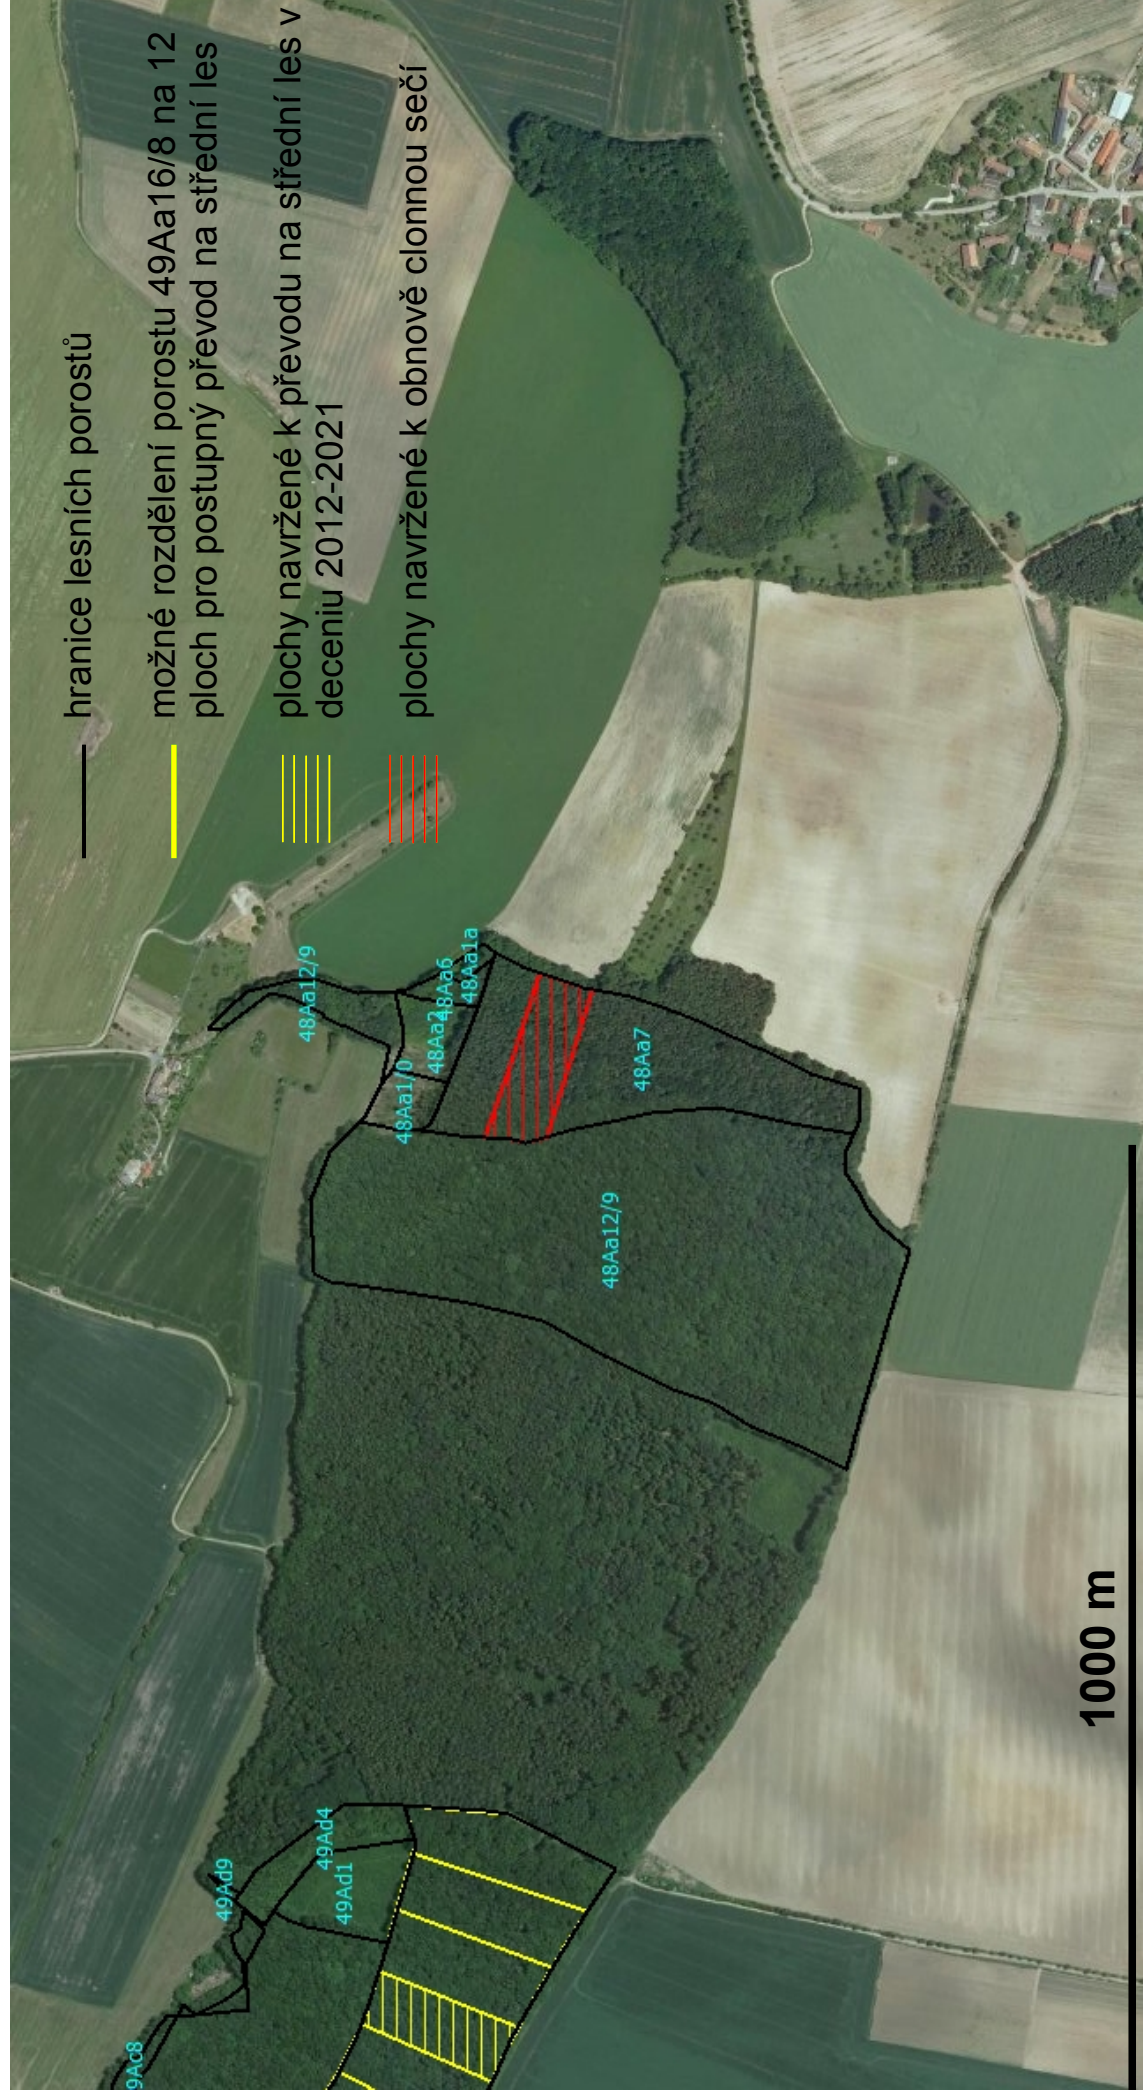 hranice lesních porostů
možné rozdělení porostu 49Aa16/8 na 12
ploch pro postupný převod na střední les
plochy navržené k převodu na střední les v
deceniu 2012-2021
plochy navržené k obnově clonnou sečí
48Aa12/9
48Aa6
48Aa1a
48Aa2
48Aa1/0
48Aa7
48Aa12/9
49Ad4
49Ad9
49Ad1
9Ac8
1000 m